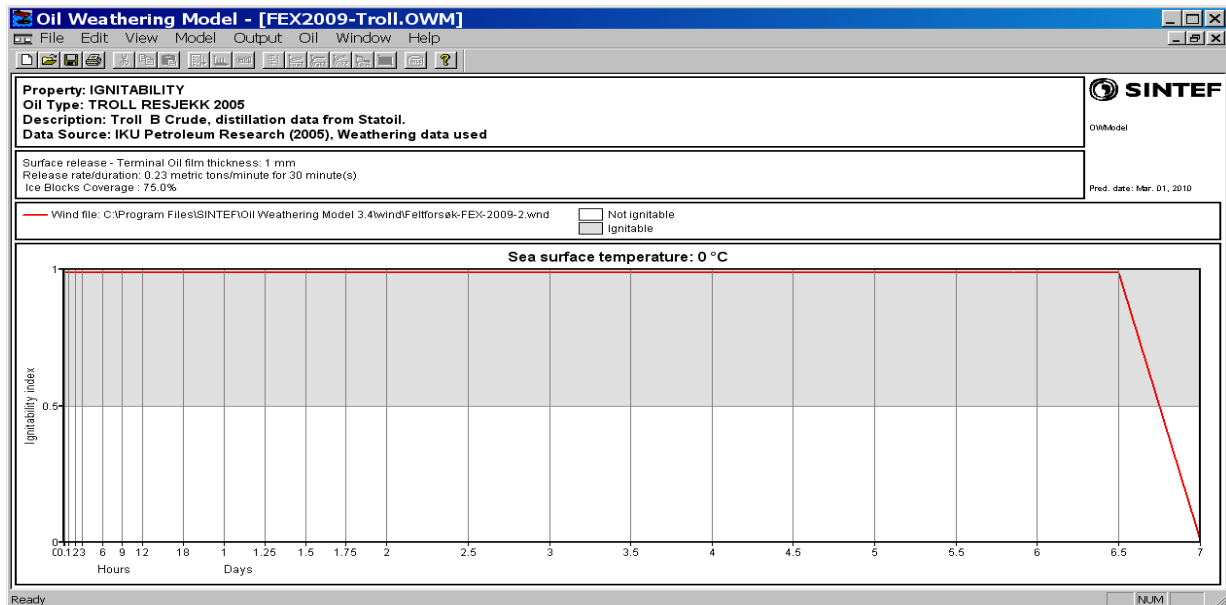 Oil Weathering Model - [FEX2009-Troll.OWM]
File Edit View Model Output Oil Window Help
Property: IGNITABILITY
Oil Type: TROLL RESJEKK 2005
Description: Troll B Crude, distillation data from Statoil.
Data Source: IKU Petroleum Research (2005), Weathering data used
SINTEF
OWModel
Pred. date: Mar. 01, 2010
Surface release - Terminal Oil film thickness: 1 mm
Release rate/duration: 0.23 metric tons/minute for 30 minute(s)
Ice Blocks Coverage : 75.0%
Wind file: C:\Program Files\SINTEF\Oil Weathering Model 3.4\wind\Feltforsøk-FEX-2009-2.wnd
Not ignitable
Ignitable
Sea surface temperature: 0 °C
Ignitability index
1
0.5
0
0.123 6 9 12 18 1 1.25 1.5 1.75 2 2.5 3 3.5 4 4.5 5 5.5 6 6.5 7
Hours Days
Ready NUM